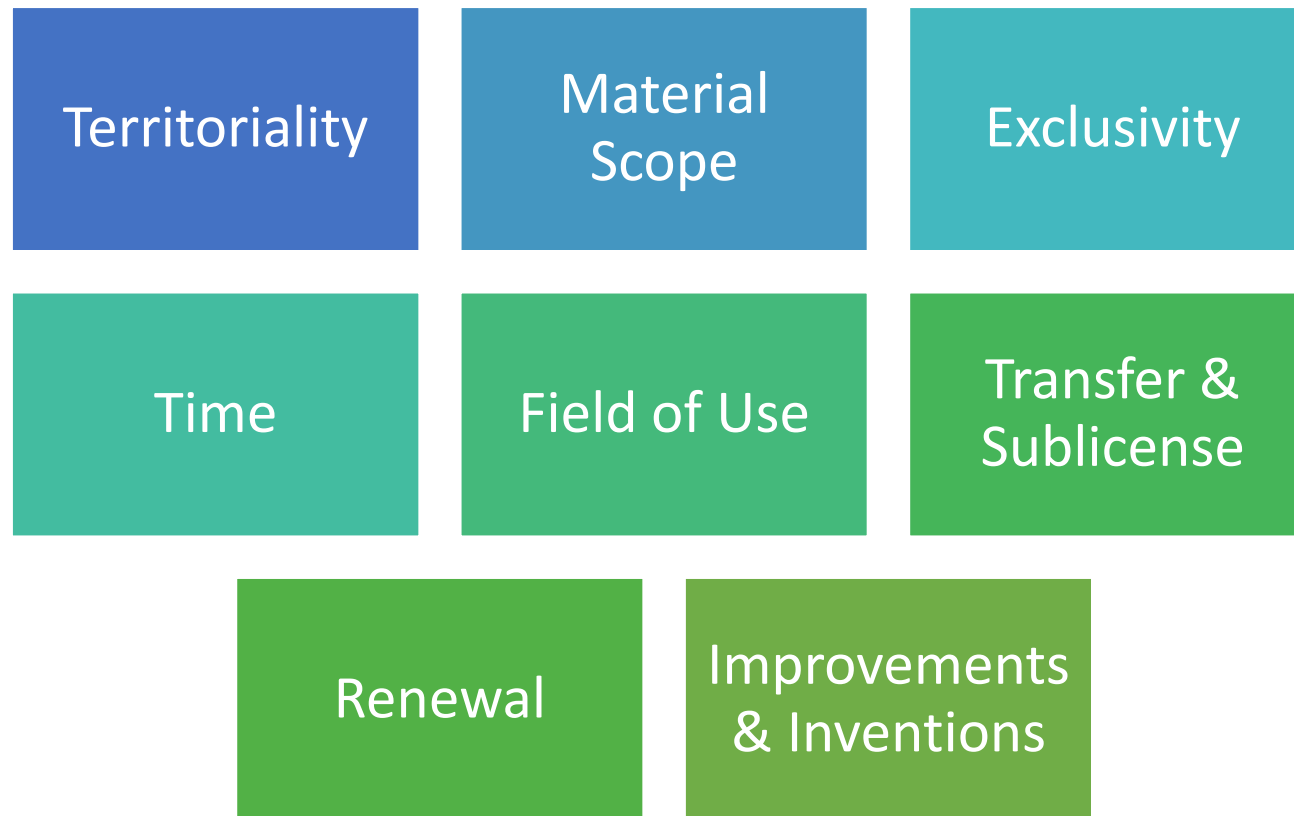 Territoriality
Material
Scope
Exclusivity
Time
Field of Use
Transfer &
Sublicense
Renewal
Improvements
& Inventions